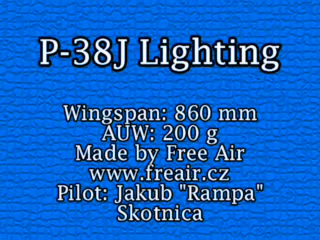 P-38J Lighting
Wingspan: 860 mm
AUW: 200 g
Made by Free Air
www.freair.cz
Pilot: Jakub "Rampa"
Skotnica